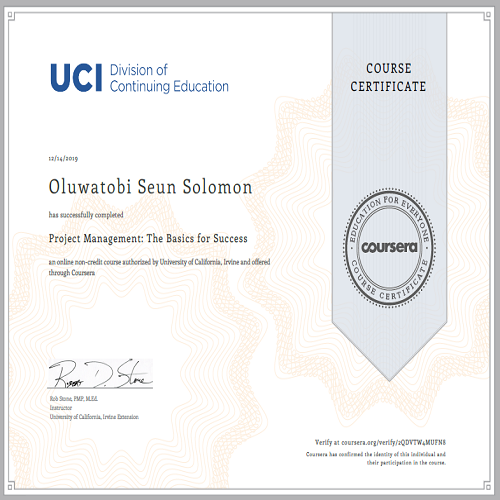 UCI Division of
Continuing Education
COURSE
CERTIFICATE
12/14/2019
Oluwatobi Seun Solomon
has successfully completed
Project Management: The Basics for Success
an online non-credit course authorized by University of California, Irvine and offered
through Coursera
EDUCATION FOR EVERYONE
coursera
COURSE CERTIFICATE
Rob Stone, PMP, M.Ed.
Instructor
University of California, Irvine Extension
Verify at coursera.org/verify/2QDVTW4MUFNS
Coursera has confirmed the identity of this individual and
their participation in the course.